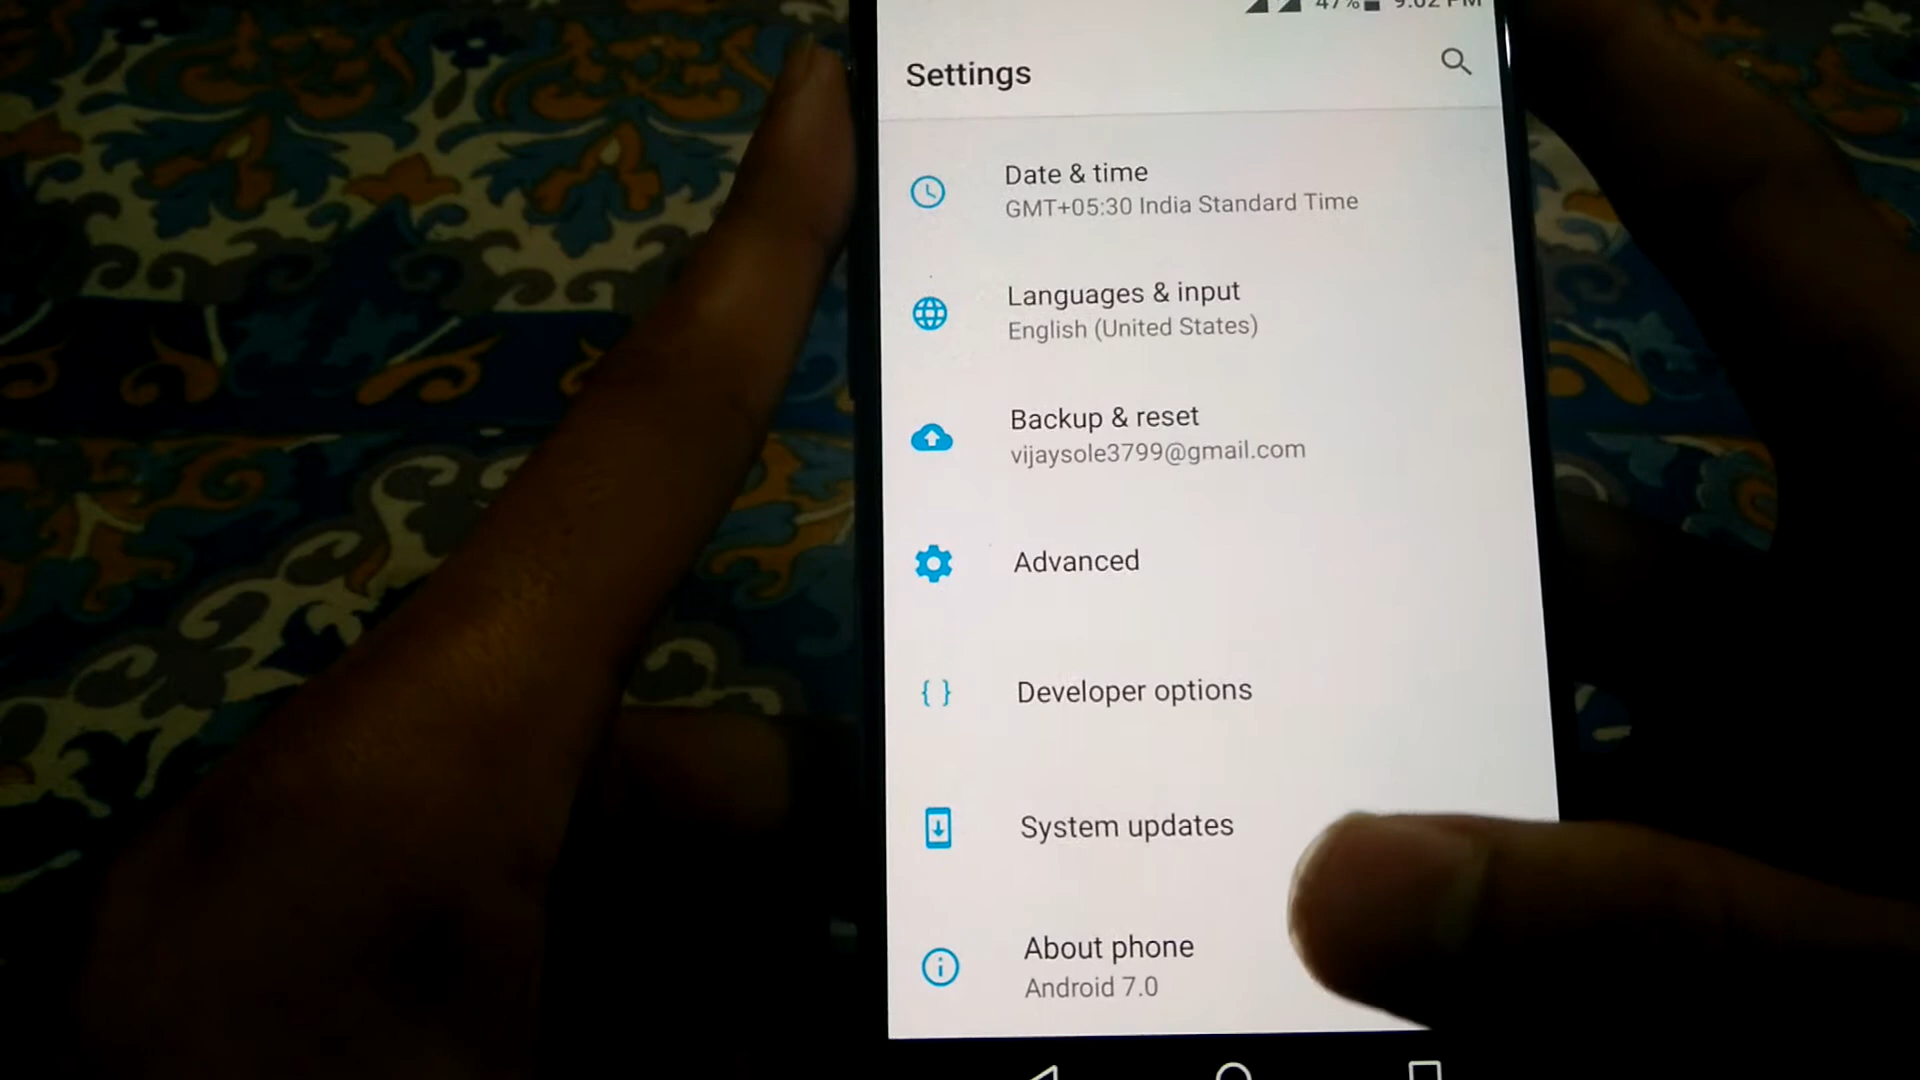 47% 9:02 PM
Settings
Date & time
GMT+05:30 India Standard Time
Languages & input
English (United States)
Backup & reset
vijaysole3799@gmail.com
Advanced
Developer options
System updates
About phone
Android 7.0